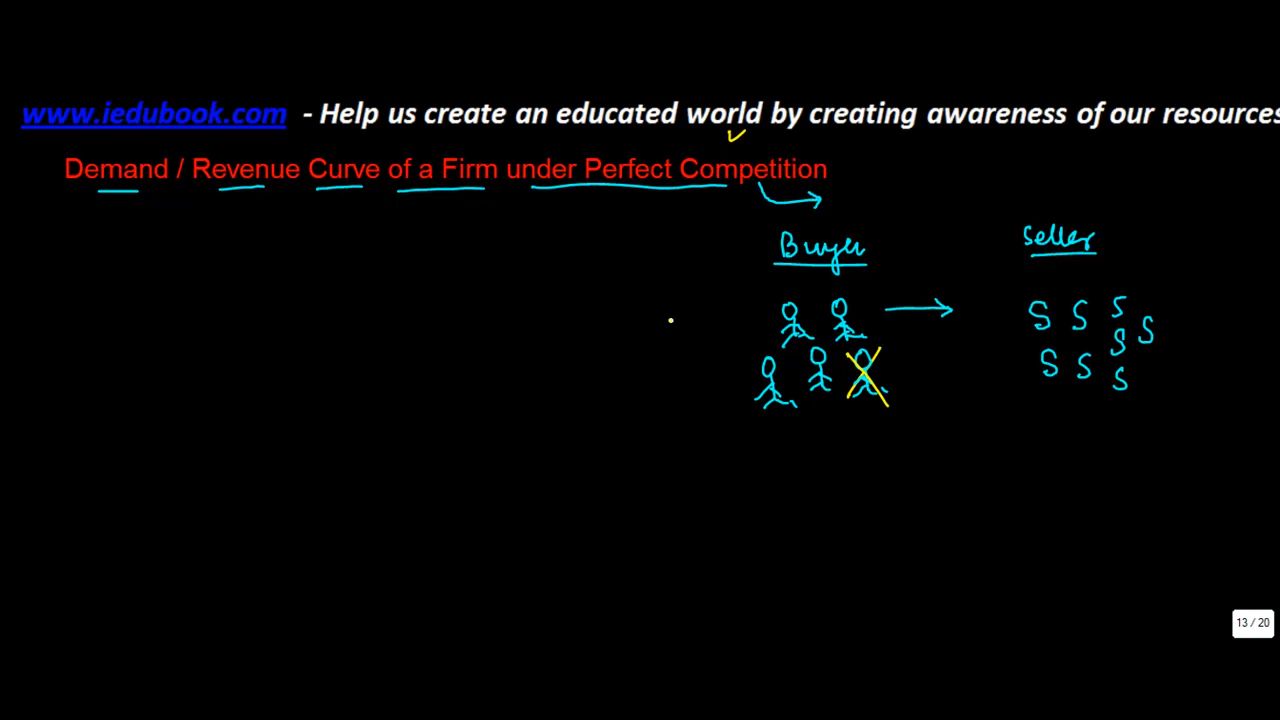 www.iedubook.com - Help us create an educated world by creating awareness of our resources
Demand / Revenue Curve of a Firm under Perfect Competition
Buyer Seller
S S S
S S
S S S
13 / 20